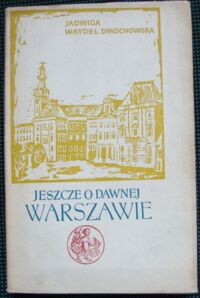 JADWIGA
WAYDEL DMOCHOWSKA
JESZCZE O DAWNEJ
WARSZAWIE